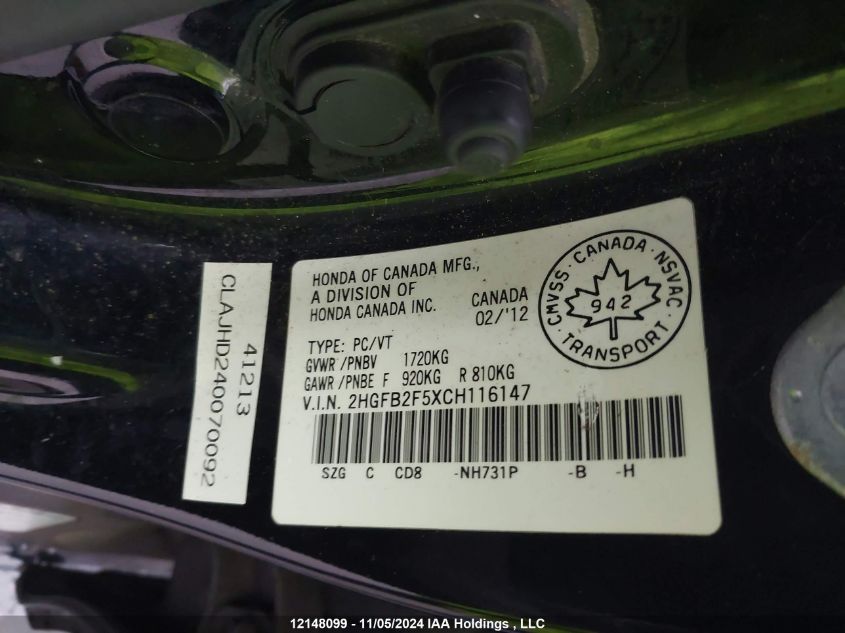 HONDA OF CANADA MFG.,
A DIVISION OF
HONDA CANADA INC.
CANADA
02/'12
TYPE: PC/VT
GVWR/PNBV 1720KG
GAWR/PNBE F 920KG R 810KG
V.I.N. 2HGFB2F5XCH116147
SZG C CD8 -NH731P -B -H
CMVSS · CANADA · NSVAC ·
942
TRANSPORT
41213
CLAJHD240070092
12148099 - 11/05/2024 IAA Holdings , LLC